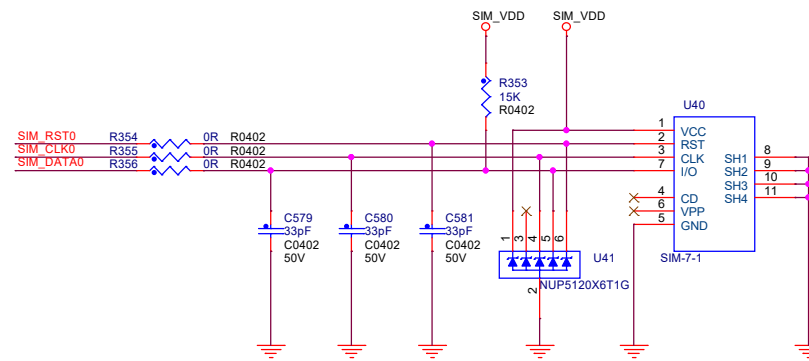 SIM_VDD SIM_VDD
R353
15K
R0402
U40
SIM_RST0 R354 0R R0402
SIM_CLK0 R355 0R R0402
SIM_DATA0 R356 0R R0402
1 VCC
2 RST
3 CLK SH1 8
7 I/O SH2 9
SH3 10
4 CD SH4 11
6 VPP
5 GND
SIM-7-1
C579 C580 C581
33pF 33pF 33pF
C0402 C0402 C0402
50V 50V 50V
1 3 4 5 6
U41
2
NUP5120X6T1G